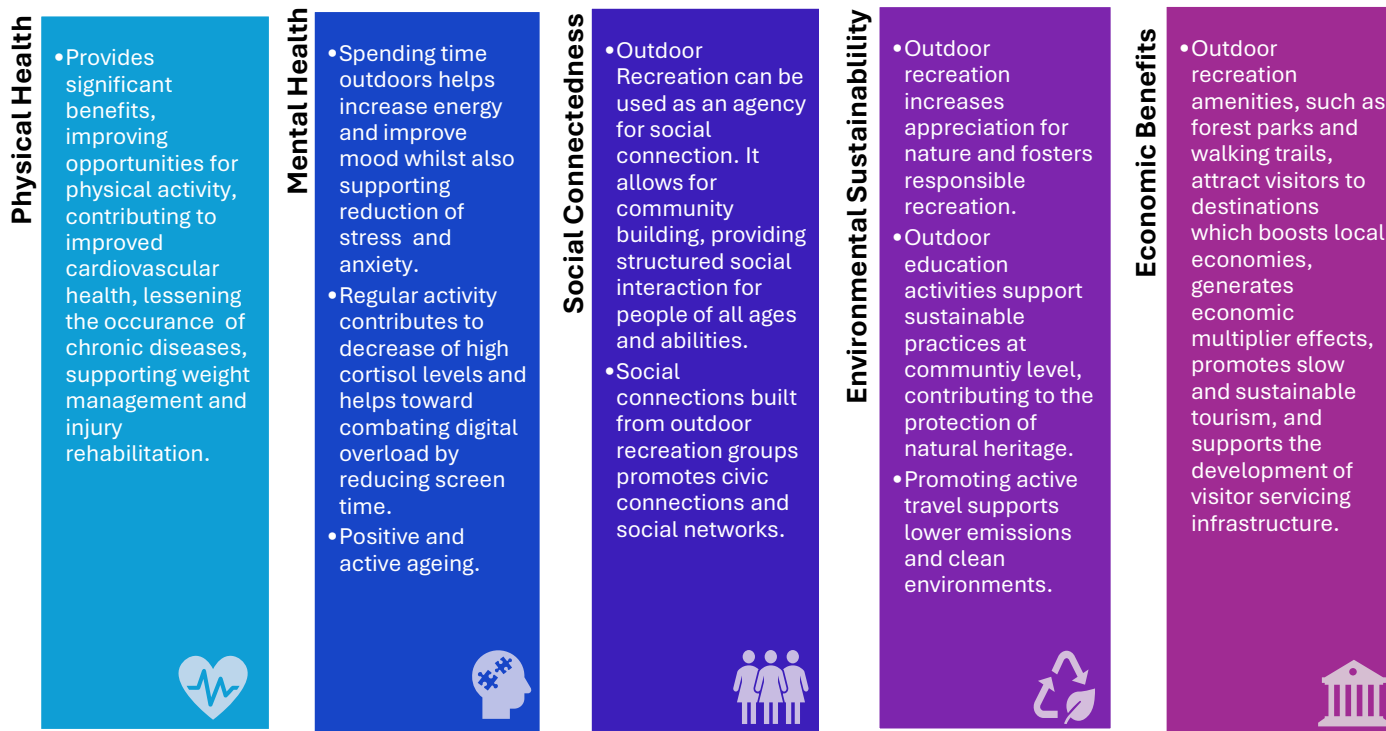 Physical Health
•Provides
significant
benefits,
improving
opportunities for
physical activity,
contributing to
improved
cardiovascular
health, lessening
the occurance of
chronic diseases,
supporting weight
management and
injury
rehabilitation.
Mental Health
•Spending time
outdoors helps
increase energy
and improve
mood whilst also
supporting
reduction of
stress and
anxiety.
•Regular activity
contributes to
decrease of high
cortisol levels and
helps toward
combating digital
overload by
reducing screen
time.
•Positive and
active ageing.
Social Connectedness
•Outdoor
Recreation can be
used as an agency
for social
connection. It
allows for
community
building, providing
structured social
interaction for
people of all ages
and abilities.
•Social
connections built
from outdoor
recreation groups
promotes civic
connections and
social networks.
Environmental Sustainability
•Outdoor
recreation
increases
appreciation for
nature and fosters
responsible
recreation.
•Outdoor
education
activities support
sustainable
practices at
communtiy level,
contributing to the
protection of
natural heritage.
•Promoting active
travel supports
lower emissions
and clean
environments.
Economic Benefits
•Outdoor
recreation
amenities, such as
forest parks and
walking trails,
attract visitors to
destinations
which boosts local
economies,
generates
economic
multiplier effects,
promotes slow
and sustainable
tourism, and
supports the
development of
visitor servicing
infrastructure.